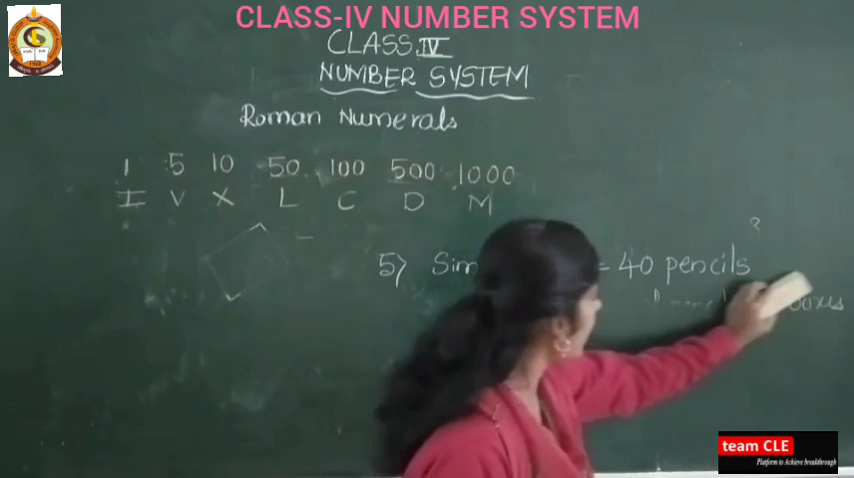 CLASS-IV NUMBER SYSTEM
CLASS.IV
NUMBER SYSTEM
Roman Numerals
1 5 10 50 100 500 1000
I V X L C D M
5) Sim = 40 pencils
?
team CLE
Platform to Achieve breakthrough